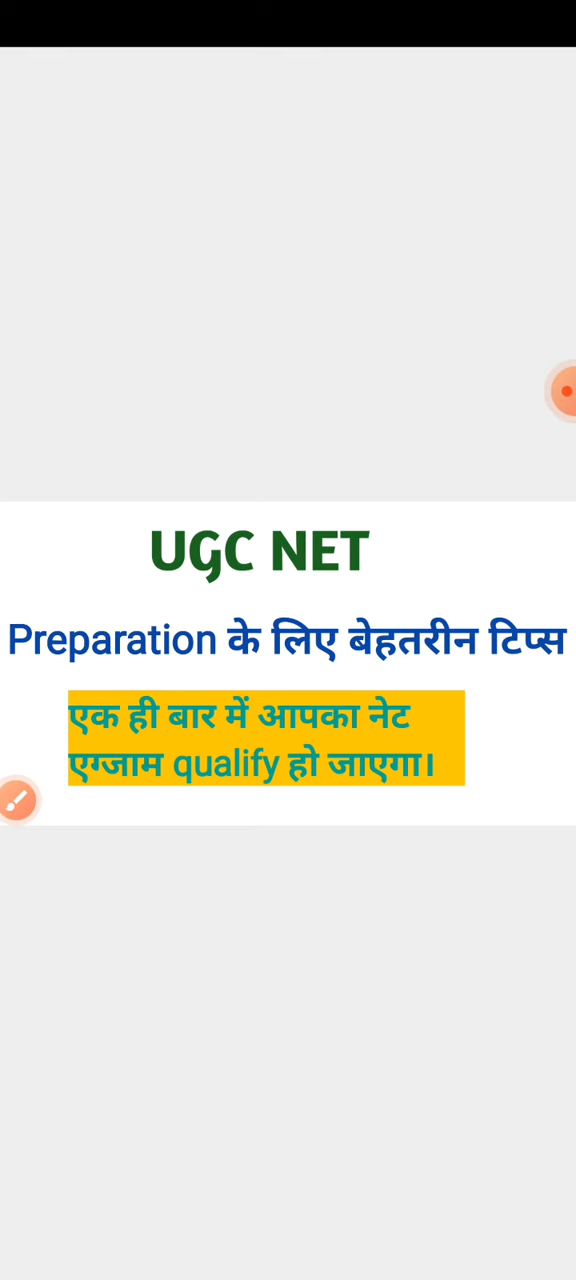 UGC NET
Preparation के लिए बेहतरीन टिप्स
एक ही बार में आपका नेट
एग्जाम qualify हो जाएगा।